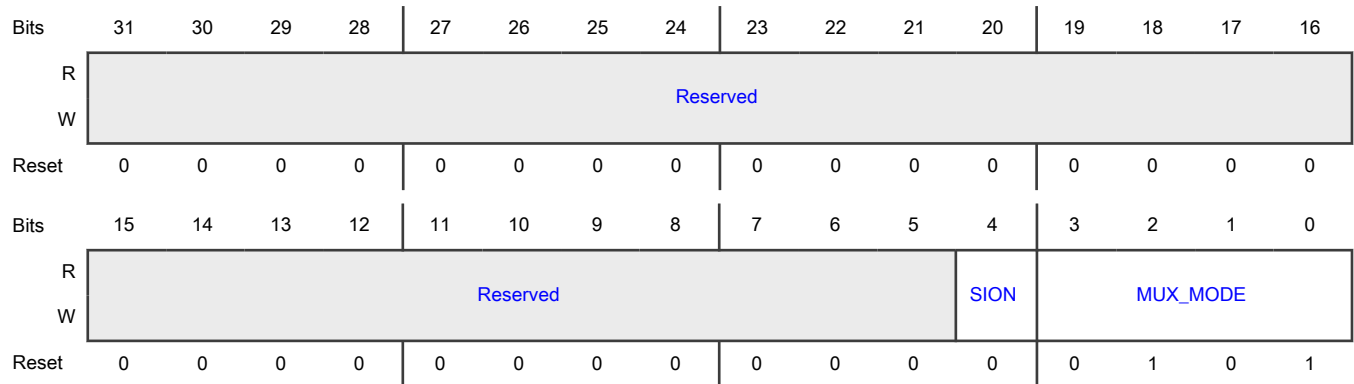 Bits 31 30 29 28 27 26 25 24 23 22 21 20 19 18 17 16
R
Reserved
W
Reset 0 0 0 0 0 0 0 0 0 0 0 0 0 0 0 0
Bits 15 14 13 12 11 10 9 8 7 6 5 4 3 2 1 0
R
Reserved SION MUX_MODE
W
Reset 0 0 0 0 0 0 0 0 0 0 0 0 0 1 0 1